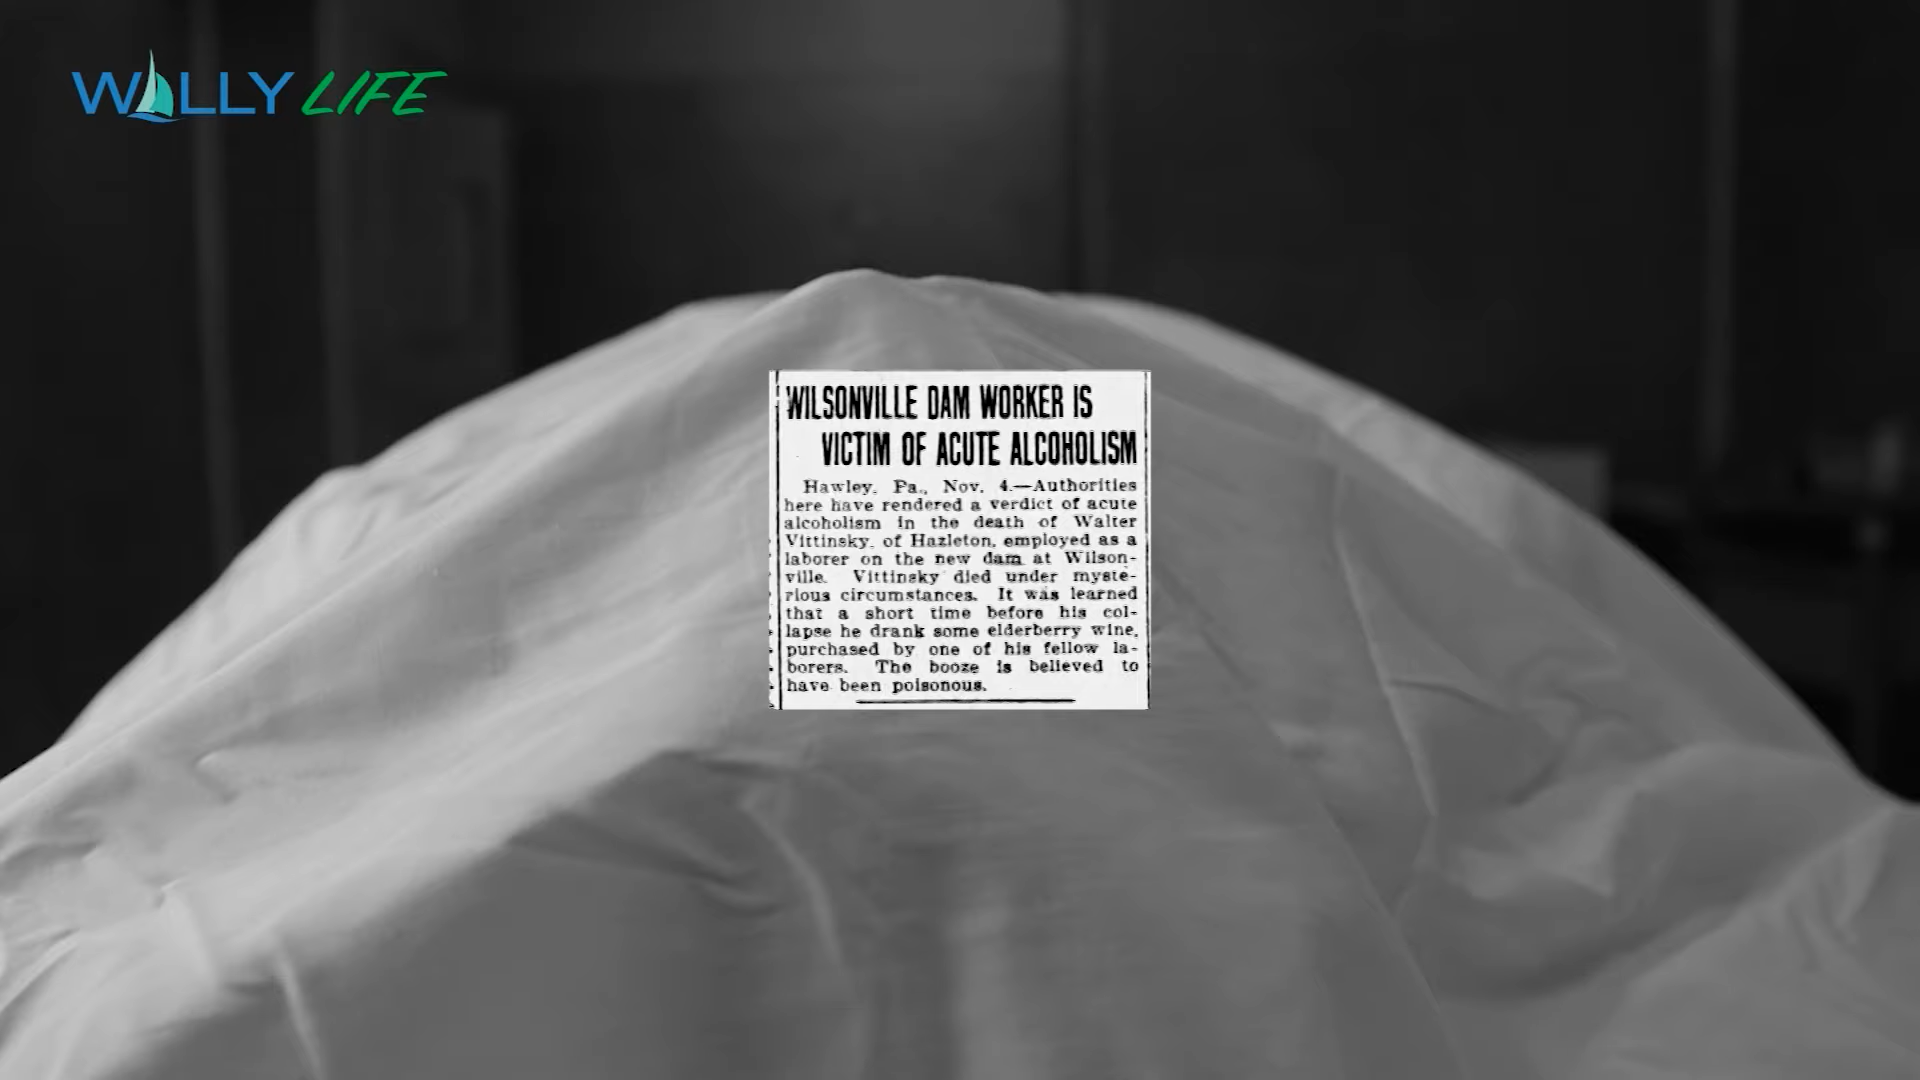 WALLY LIFE
WILSONVILLE DAM WORKER IS
VICTIM OF ACUTE ALCOHOLISM
Hawley, Pa., Nov. 4.—Authorities
here have rendered a verdict of acute
alcoholism in the death of Walter
Vittinsky, of Hazleton, employed as a
laborer on the new dam at Wilson-
ville. Vittinsky died under myste-
rious circumstances. It was learned
that a short time before his col-
lapse he drank some elderberry wine,
purchased by one of his fellow la-
borers. The booze is believed to
have been poisonous.